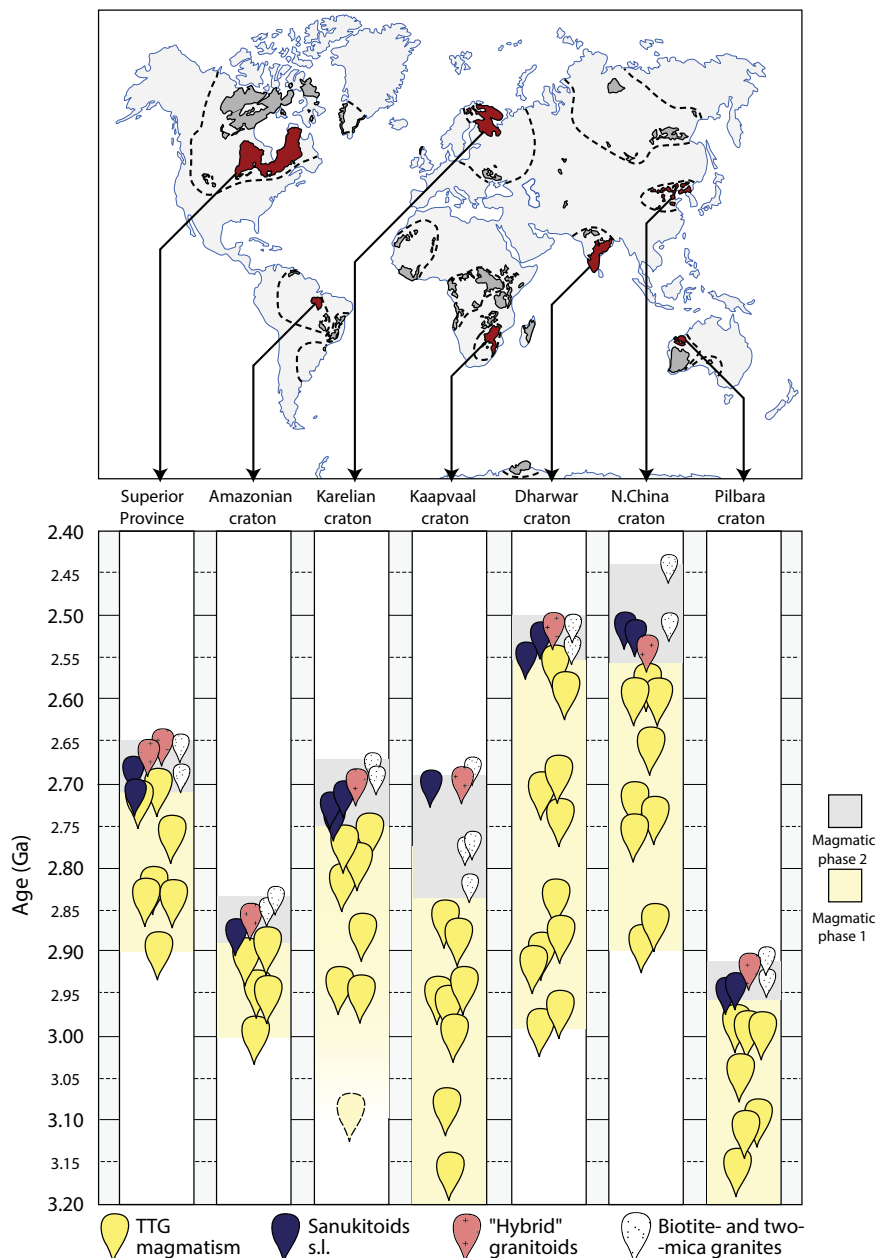 Superior
Province
Amazonian
craton
Karelian
craton
Kaapvaal
craton
Dharwar
craton
N.China
craton
Pilbara
craton
Age (Ga)
2.40
2.45
2.50
2.55
2.60
2.65
2.70
2.75
2.80
2.85
2.90
2.95
3.00
3.05
3.10
3.15
3.20
Magmatic
phase 2
Magmatic
phase 1
TTG
magmatism
Sanukitoids
s.l.
"Hybrid"
granitoids
Biotite- and two-
-mica granites